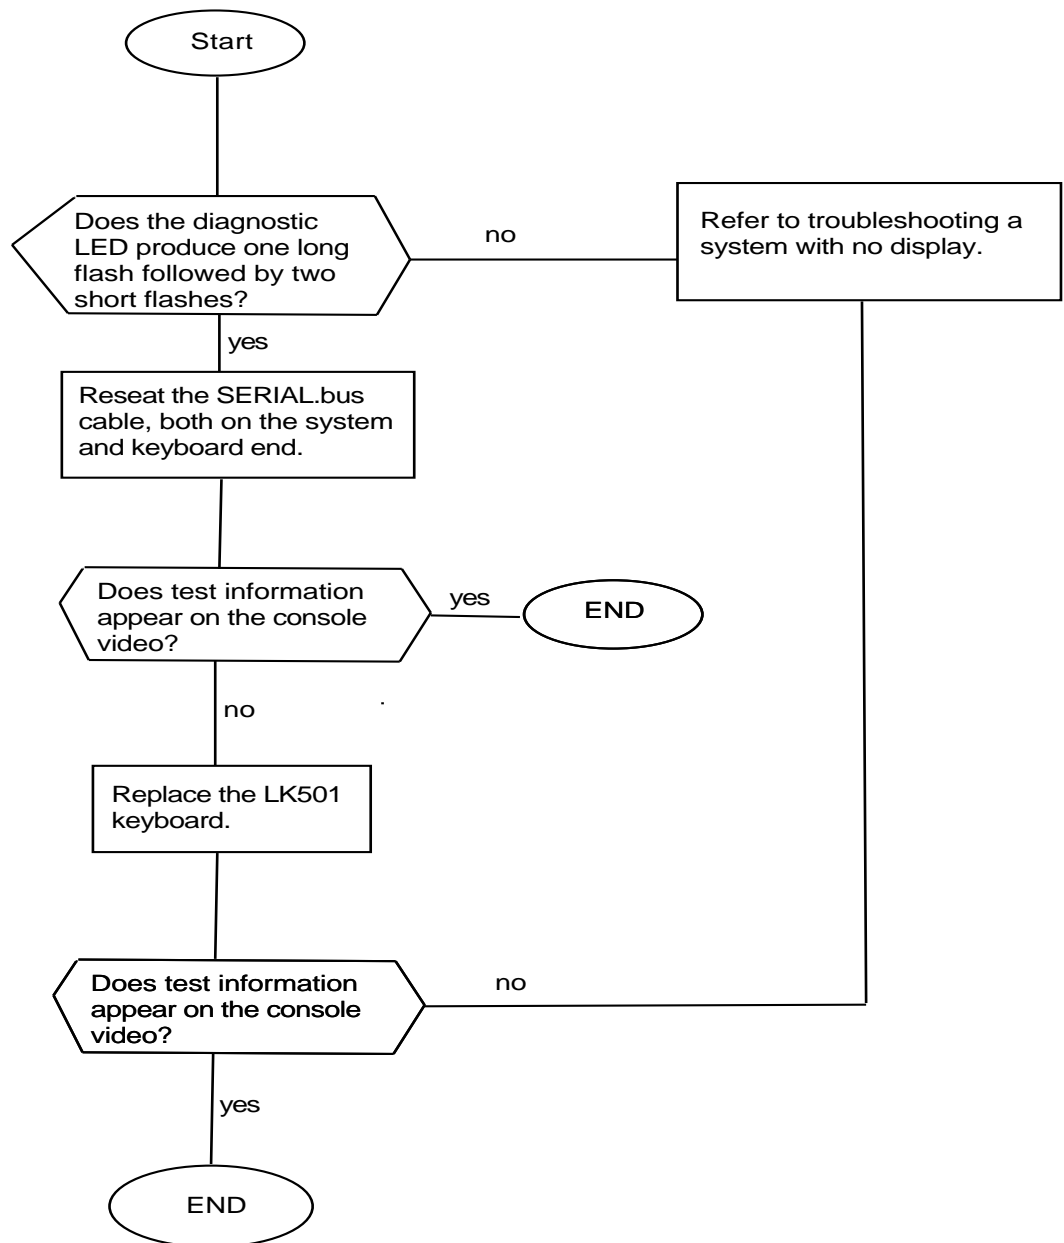 Start
Does the diagnostic
LED produce one long
flash followed by two
short flashes?
no
Refer to troubleshooting a
system with no display.
yes
Reseat the SERIAL.bus
cable, both on the system
and keyboard end.
Does test information
appear on the console
video?
yes
END
no
Replace the LK501
keyboard.
Does test information
appear on the console
video?
no
yes
END